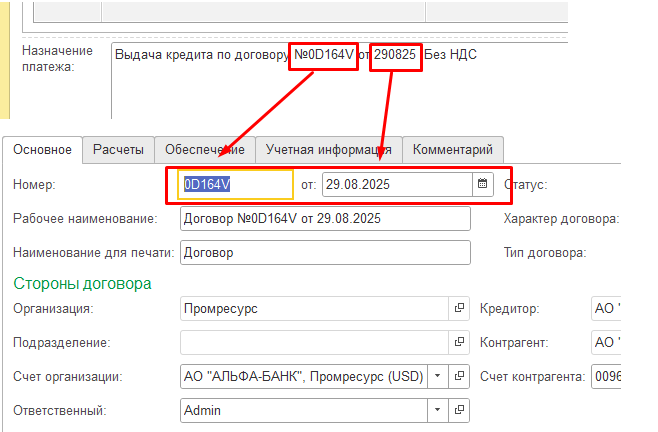 Назначение платежа: Выдача кредита по договору №0D164V от 290825 Без НДС
Основное Расчеты Обеспечение Учетная информация Комментарий
Номер: 0D164V от: 29.08.2025 Статус:
Рабочее наименование: Договор №0D164V от 29.08.2025 Характер договора:
Наименование для печати: Договор Тип договора:
Стороны договора
Организация: Промресурс Кредитор: АО "
Подразделение: Контрагент: АО "
Счет организации: АО "АЛЬФА-БАНК", Промресурс (USD) Счет контрагента: 0096
Ответственный: Admin